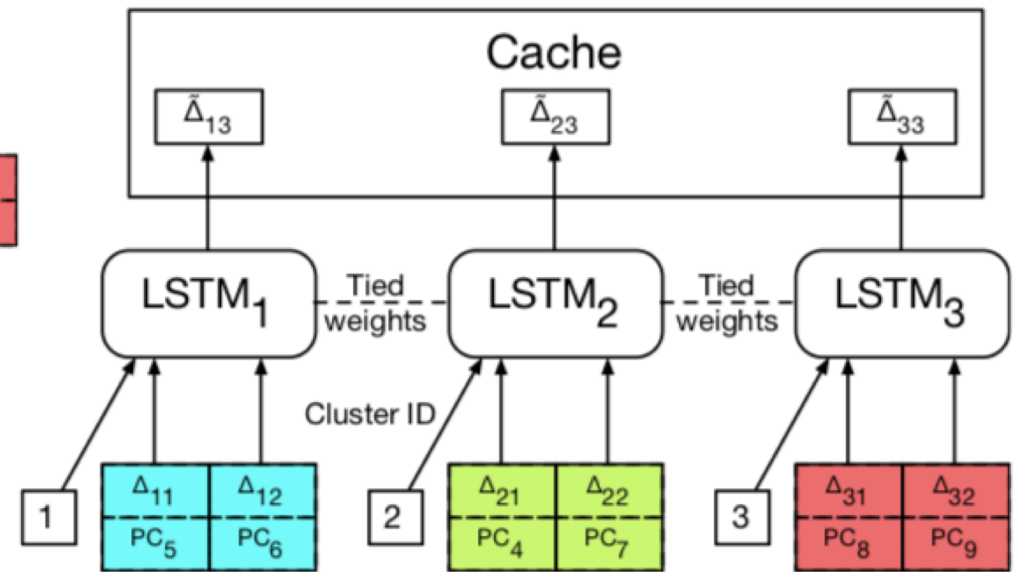 Cache
Δ̃₁₃ Δ̃₂₃ Δ̃₃₃
LSTM₁ Tied weights LSTM₂ Tied weights LSTM₃
Cluster ID
1 Δ₁₁ Δ₁₂ 2 Δ₂₁ Δ₂₂ 3 Δ₃₁ Δ₃₂
PC₅ PC₆ PC₄ PC₇ PC₈ PC₉